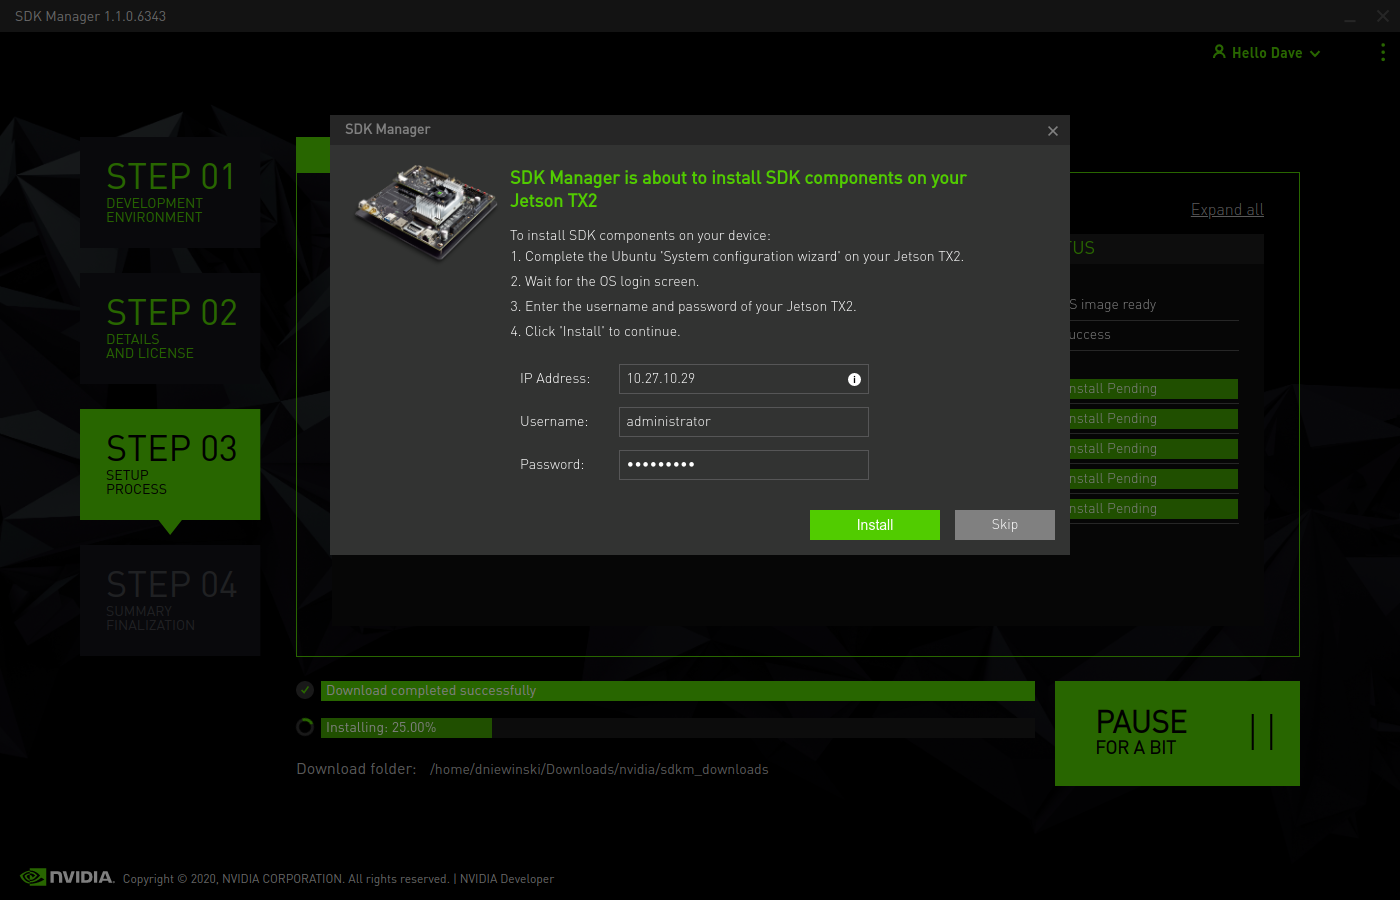 SDK Manager 1.1.0.6343
Hello Dave
STEP 01
DEVELOPMENT
ENVIRONMENT
STEP 02
DETAILS
AND LICENSE
STEP 03
SETUP
PROCESS
STEP 04
SUMMARY
FINALIZATION
SDK Manager
SDK Manager is about to install SDK components on your
Jetson TX2
To install SDK components on your device:
1. Complete the Ubuntu 'System configuration wizard' on your Jetson TX2.
2. Wait for the OS login screen.
3. Enter the username and password of your Jetson TX2.
4. Click 'Install' to continue.
IP Address: 10.27.10.29
Username: administrator
Password: •••••••••
Install Skip
Expand all
TUS
S image ready
uccess
nstall Pending
nstall Pending
nstall Pending
nstall Pending
nstall Pending
Download completed successfully
Installing: 25.00%
Download folder: /home/dniewinski/Downloads/nvidia/sdkm_downloads
PAUSE
FOR A BIT
NVIDIA. Copyright © 2020, NVIDIA CORPORATION. All rights reserved. | NVIDIA Developer